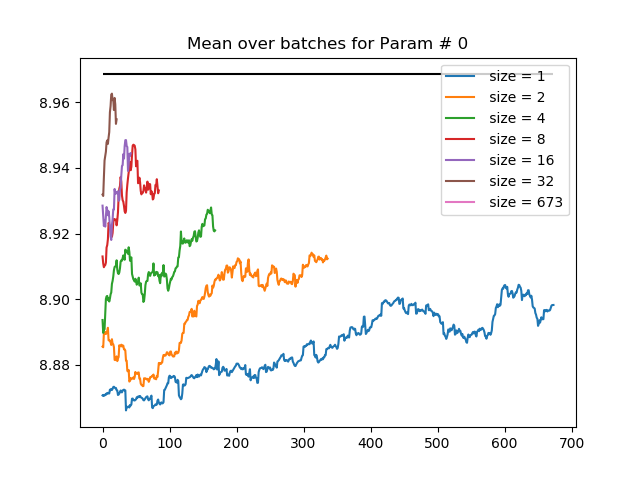 Mean over batches for Param # 0
size = 1
size = 2
size = 4
size = 8
size = 16
size = 32
size = 673
8.96
8.94
8.92
8.90
8.88
0 100 200 300 400 500 600 700